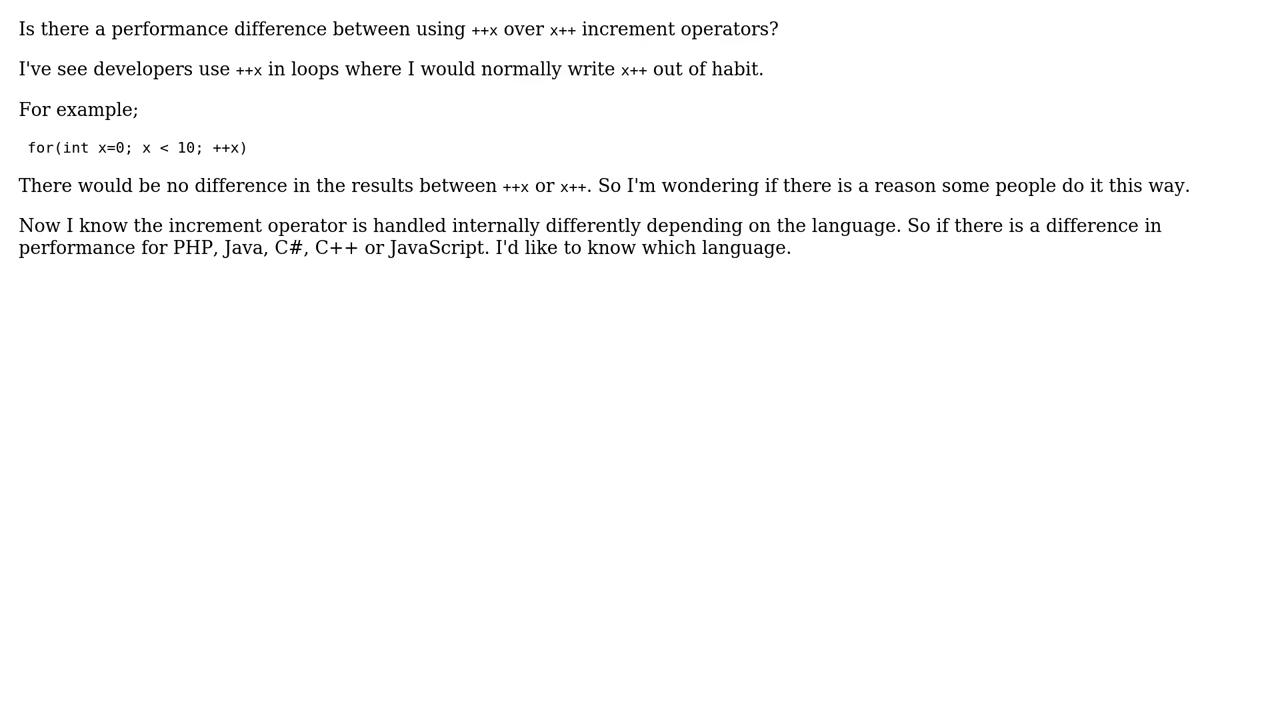 Is there a performance difference between using ++x over x++ increment operators?
I've see developers use ++x in loops where I would normally write x++ out of habit.
For example;
for(int x=0; x < 10; ++x)
There would be no difference in the results between ++x or x++. So I'm wondering if there is a reason some people do it this way.
Now I know the increment operator is handled internally differently depending on the language. So if there is a difference in
performance for PHP, Java, C#, C++ or JavaScript. I'd like to know which language.